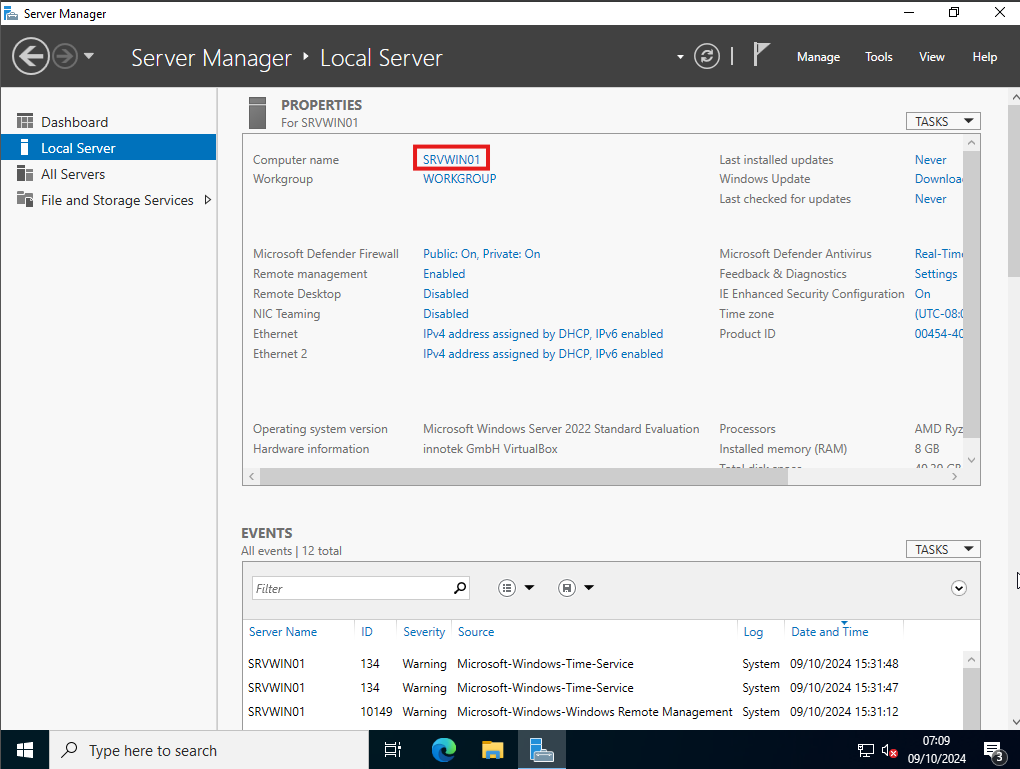 Server Manager
Server Manager ‣ Local Server
Manage Tools View Help
Dashboard
Local Server
All Servers
File and Storage Services
PROPERTIES
For SRVWIN01
TASKS
Computer name SRVWIN01 Last installed updates Never
Workgroup WORKGROUP Windows Update Downloa
Last checked for updates Never
Microsoft Defender Firewall Public: On, Private: On Microsoft Defender Antivirus Real-Time
Remote management Enabled Feedback & Diagnostics Settings
Remote Desktop Disabled IE Enhanced Security Configuration On
NIC Teaming Disabled Time zone (UTC-08:0
Ethernet IPv4 address assigned by DHCP, IPv6 enabled Product ID 00454-40
Ethernet 2 IPv4 address assigned by DHCP, IPv6 enabled
Operating system version Microsoft Windows Server 2022 Standard Evaluation Processors AMD Ryz
Hardware information innotek GmbH VirtualBox Installed memory (RAM) 8 GB
Total disk space
EVENTS
All events | 12 total
TASKS
Filter
Server Name ID Severity Source Log Date and Time
SRVWIN01 134 Warning Microsoft-Windows-Time-Service System 09/10/2024 15:31:48
SRVWIN01 134 Warning Microsoft-Windows-Time-Service System 09/10/2024 15:31:47
SRVWIN01 10149 Warning Microsoft-Windows-Windows Remote Management System 09/10/2024 15:31:12
Type here to search
07:09
09/10/2024
3